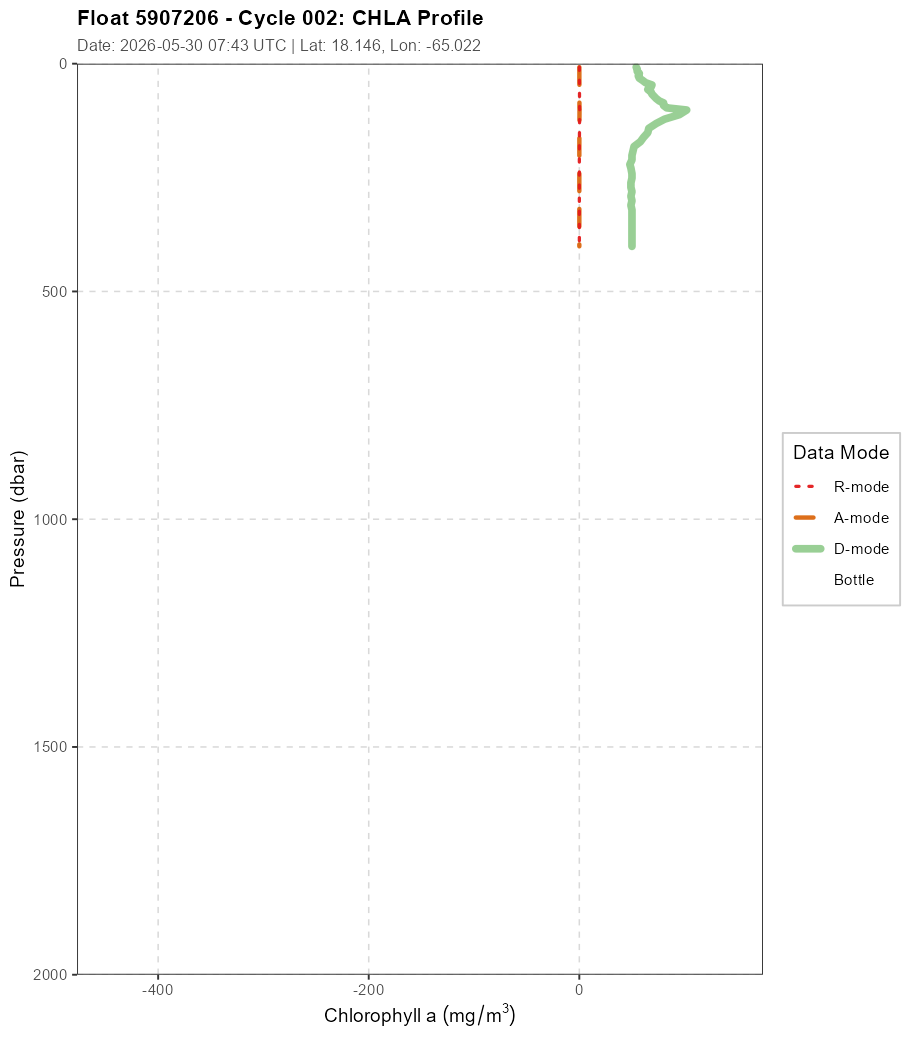 Float 5907206 - Cycle 002: CHLA Profile
Date: 2026-05-30 07:43 UTC | Lat: 18.146, Lon: -65.022
0
500
1000
1500
2000
Pressure (dbar)
-400
-200
0
Chlorophyll a (mg/m³)
Data Mode
R-mode
A-mode
D-mode
Bottle